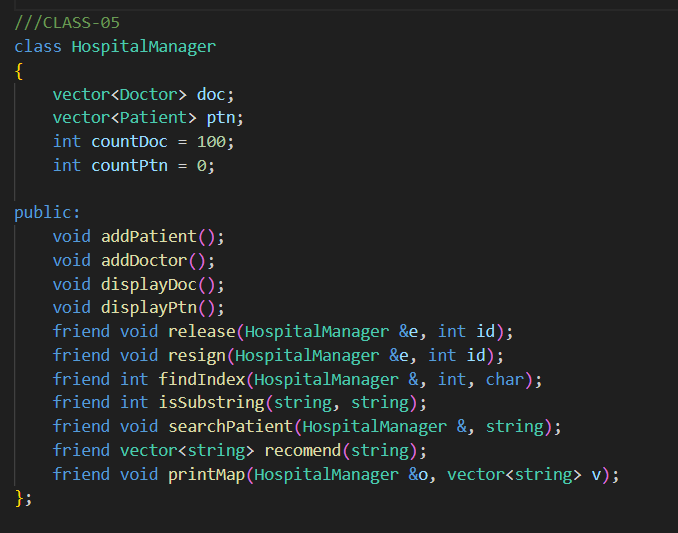 ///CLASS-05
class HospitalManager
{
    vector<Doctor> doc;
    vector<Patient> ptn;
    int countDoc = 100;
    int countPtn = 0;

public:
    void addPatient();
    void addDoctor();
    void displayDoc();
    void displayPtn();
    friend void release(HospitalManager &e, int id);
    friend void resign(HospitalManager &e, int id);
    friend int findIndex(HospitalManager &, int, char);
    friend int isSubstring(string, string);
    friend void searchPatient(HospitalManager &, string);
    friend vector<string> recomend(string);
    friend void printMap(HospitalManager &o, vector<string> v);
};